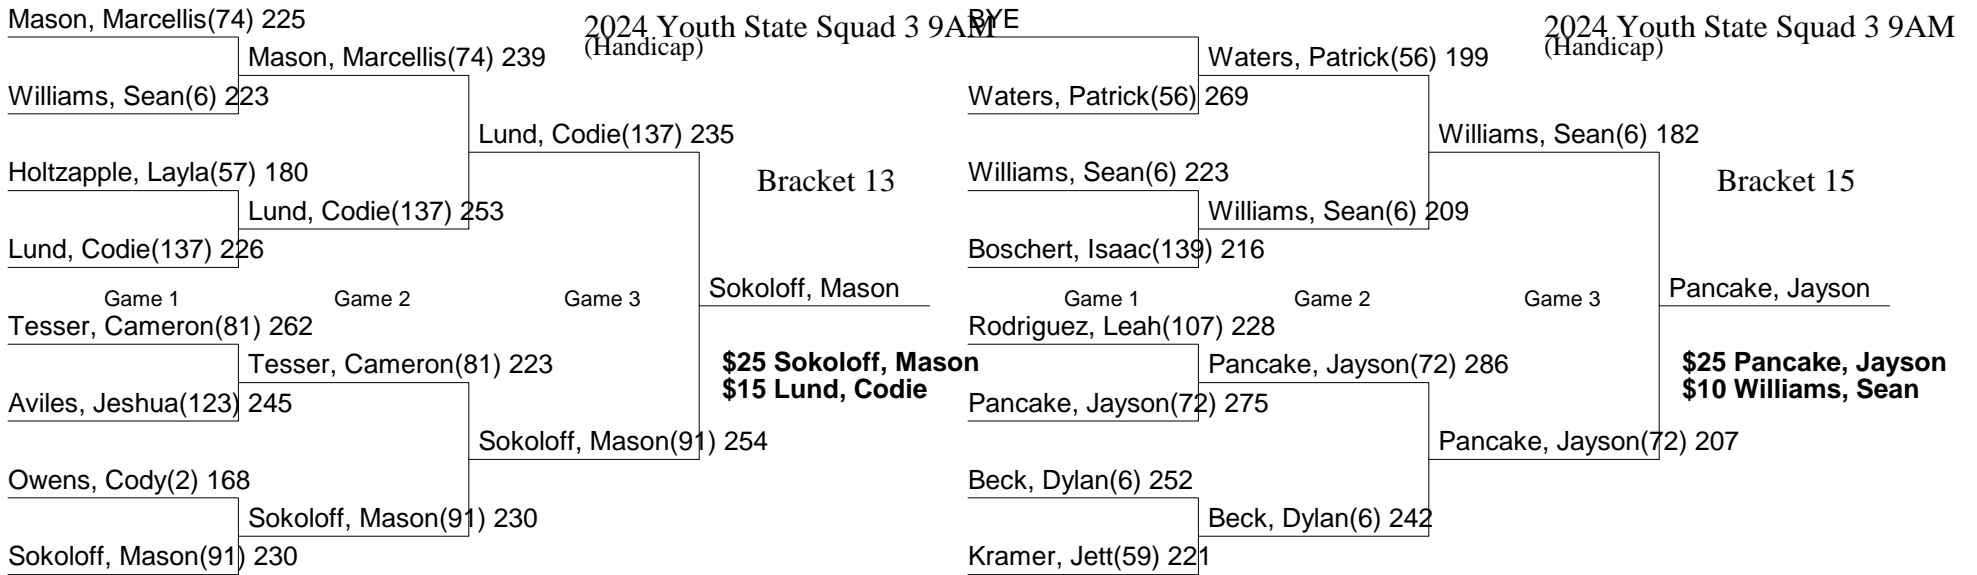 Mason, Marcellis(74) 225
2024 Youth State Squad 3 9AM
(Handicap)
Mason, Marcellis(74) 239
Williams, Sean(6) 223
Lund, Codie(137) 235
Holtzapple, Layla(57) 180
Bracket 13
Lund, Codie(137) 253
Lund, Codie(137) 226
Game 1
Game 2
Game 3
Sokoloff, Mason
Tesser, Cameron(81) 262
Tesser, Cameron(81) 223
$25 Sokoloff, Mason
$15 Lund, Codie
Aviles, Jeshua(123) 245
Sokoloff, Mason(91) 254
Owens, Cody(2) 168
Sokoloff, Mason(91) 230
Sokoloff, Mason(91) 230
BYE
2024 Youth State Squad 3 9AM
(Handicap)
Waters, Patrick(56) 199
Waters, Patrick(56) 269
Williams, Sean(6) 182
Williams, Sean(6) 223
Bracket 15
Williams, Sean(6) 209
Boschert, Isaac(139) 216
Game 1
Game 2
Game 3
Pancake, Jayson
Rodriguez, Leah(107) 228
Pancake, Jayson(72) 286
$25 Pancake, Jayson
$10 Williams, Sean
Pancake, Jayson(72) 275
Pancake, Jayson(72) 207
Beck, Dylan(6) 252
Beck, Dylan(6) 242
Kramer, Jett(59) 221